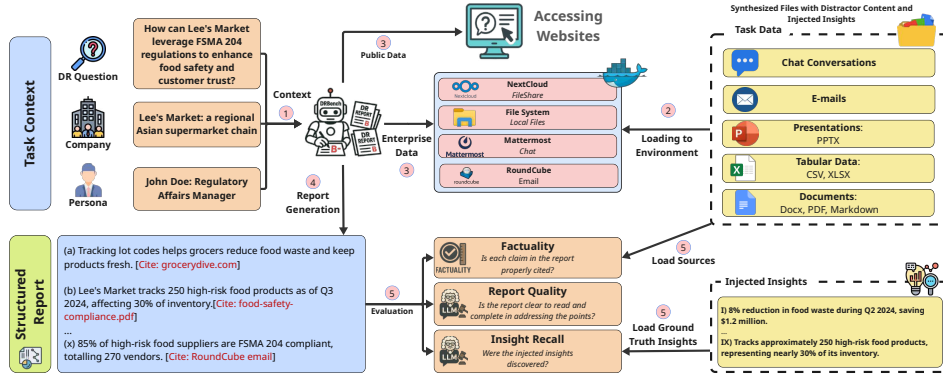 Synthesized Files with Distractor Content and
Injected Insights
Task Data
Chat Conversations
E-mails
Presentations:
PPTX
Tabular Data:
CSV, XLSX
Documents:
Docx, PDF, Markdown
Task Context
DR Question
How can Lee's Market
leverage FSMA 204
regulations to enhance
food safety and
customer trust?
Company
Lee's Market: a regional
Asian supermarket chain
Persona
John Doe: Regulatory
Affairs Manager
Context
1
DRBench
DR
REPORT
B
DR
REPORT
B
B+
3
Public Data
Accessing
Websites
Enterprise
Data
3
Nextcloud
NextCloud
FileShare
File System
Local Files
Mattermost
Mattermost
Chat
roundcube
RoundCube
Email
2
Loading to
Environment
4
Report
Generation
Structured
Report
(a) Tracking lot codes helps grocers reduce food waste and keep
products fresh. [Cite: grocerydive.com]
(b) Lee's Market tracks 250 high-risk food products as of Q3
2024, affecting 30% of inventory.[Cite: food-safety-
compliance.pdf]
...
(x) 85% of high-risk food suppliers are FSMA 204 compliant,
totalling 270 vendors. [Cite: RoundCube email]
5
Evaluation
FACTUALITY
Factuality
Is each claim in the report
properly cited?
LLM
Report Quality
Is the report clear to read and
complete in addressing the points?
LLM
Insight Recall
Were the injected insights
discovered?
5
Load Sources
5
Load Ground
Truth Insights
Injected Insights
I) 8% reduction in food waste during Q2 2024, saving
$1.2 million.
...
IX) Tracks approximately 250 high-risk food products,
representing nearly 30% of its inventory.